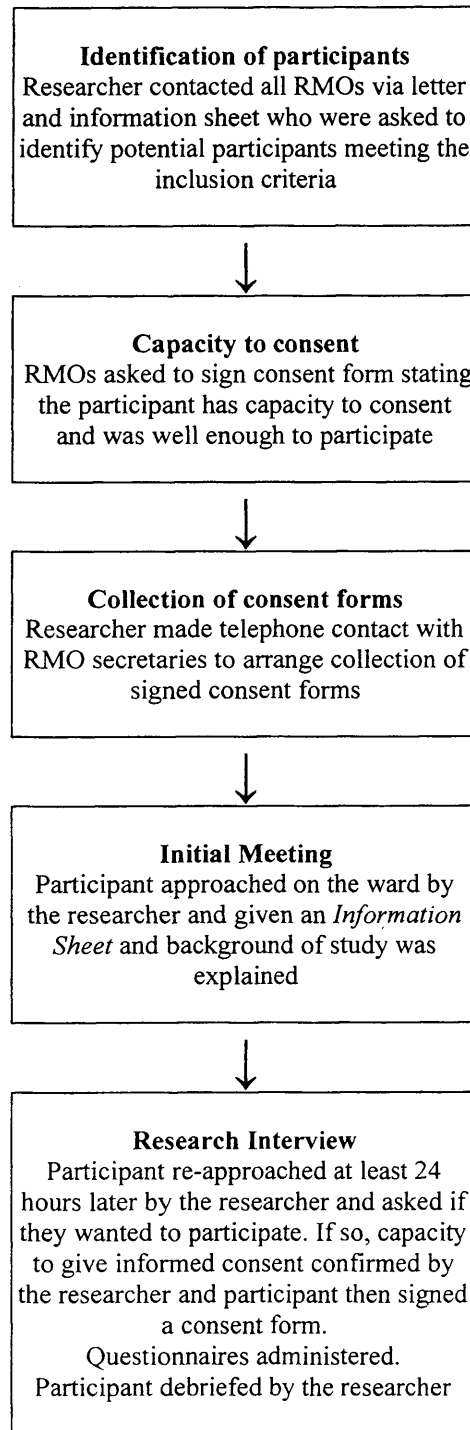 Identification of participants
Researcher contacted all RMOs via letter
and information sheet who were asked to
identify potential participants meeting the
inclusion criteria
Capacity to consent
RMOs asked to sign consent form stating
the participant has capacity to consent
and was well enough to participate
Collection of consent forms
Researcher made telephone contact with
RMO secretaries to arrange collection of
signed consent forms
Initial Meeting
Participant approached on the ward by
the researcher and given an Information
Sheet and background of study was
explained
Research Interview
Participant re-approached at least 24
hours later by the researcher and asked if
they wanted to participate. If so, capacity
to give informed consent confirmed by
the researcher and participant then signed
a consent form.
Questionnaires administered.
Participant debriefed by the researcher